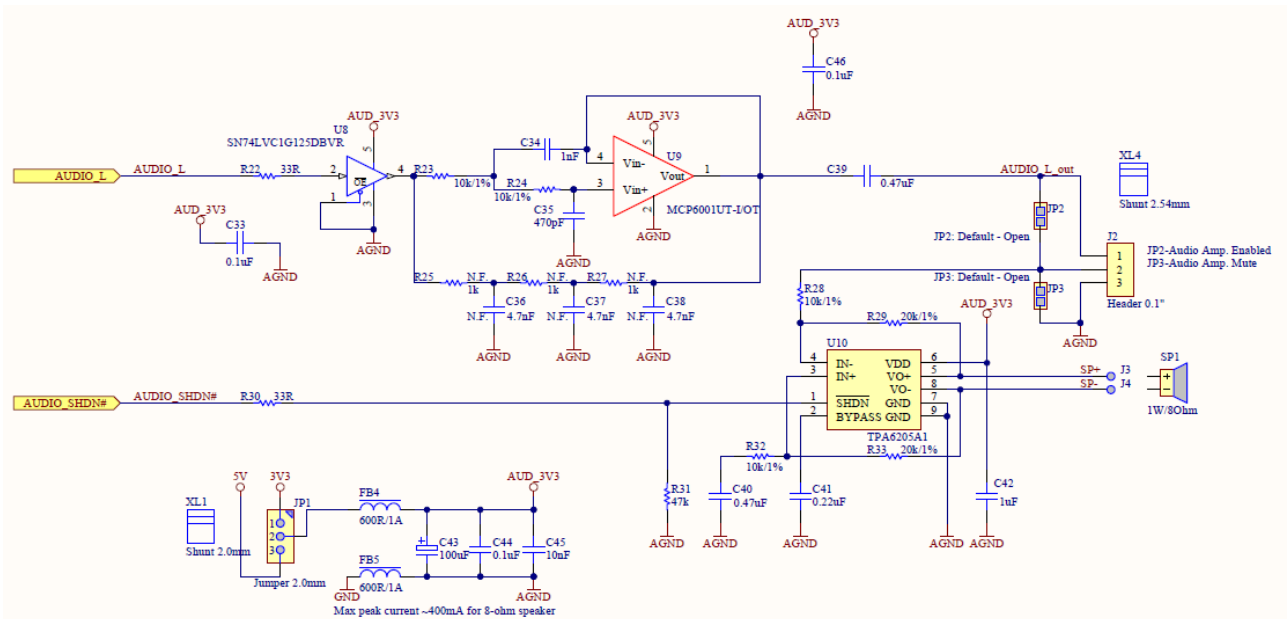 AUD_3V3
C46
0.1uF
AGND
U8
SN74LVC1G125DBVR
AUD_3V3
5
AUDIO_L
AUDIO_L
R22
33R
2
OE
4
1
3
AGND
AUD_3V3
C33
0.1uF
AGND
R23
10k/1%
C34
1nF
R24
10k/1%
C35
470pF
AGND
AUD_3V3
5
U9
4
Vin-
3
Vin+
Vout
1
2
MCP6001UT-I/OT
AGND
C39
0.47uF
AUDIO_L_out
XL4
Shunt 2.54mm
JP2
JP2: Default - Open
J2
1
2
3
Header 0.1"
JP2-Audio Amp. Enabled
JP3-Audio Amp. Mute
JP3: Default - Open
JP3
AGND
R25
N.F.
1k
R26
N.F.
1k
R27
N.F.
1k
C36
N.F.
4.7nF
C37
N.F.
4.7nF
C38
N.F.
4.7nF
AGND
AGND
AGND
R28
10k/1%
R29
20k/1%
AUD_3V3
U10
4
IN-
VDD
6
3
IN+
VO+
5
VO-
8
1
SHDN
GND
7
2
BYPASS
GND
9
TPA6205A1
SP+
J3
SP-
J4
SP1
1W/8Ohm
AUDIO_SHDN#
AUDIO_SHDN#
R30
33R
R31
47k
AGND
R32
10k/1%
R33
20k/1%
C40
0.47uF
AGND
C41
0.22uF
AGND
AGND
C42
1uF
AGND
XL1
Shunt 2.0mm
5V
3V3
JP1
1
2
3
Jumper 2.0mm
FB4
600R/1A
FB5
600R/1A
GND
C43
100uF
C44
0.1uF
C45
10nF
AUD_3V3
AGND
Max peak current ~400mA for 8-ohm speaker